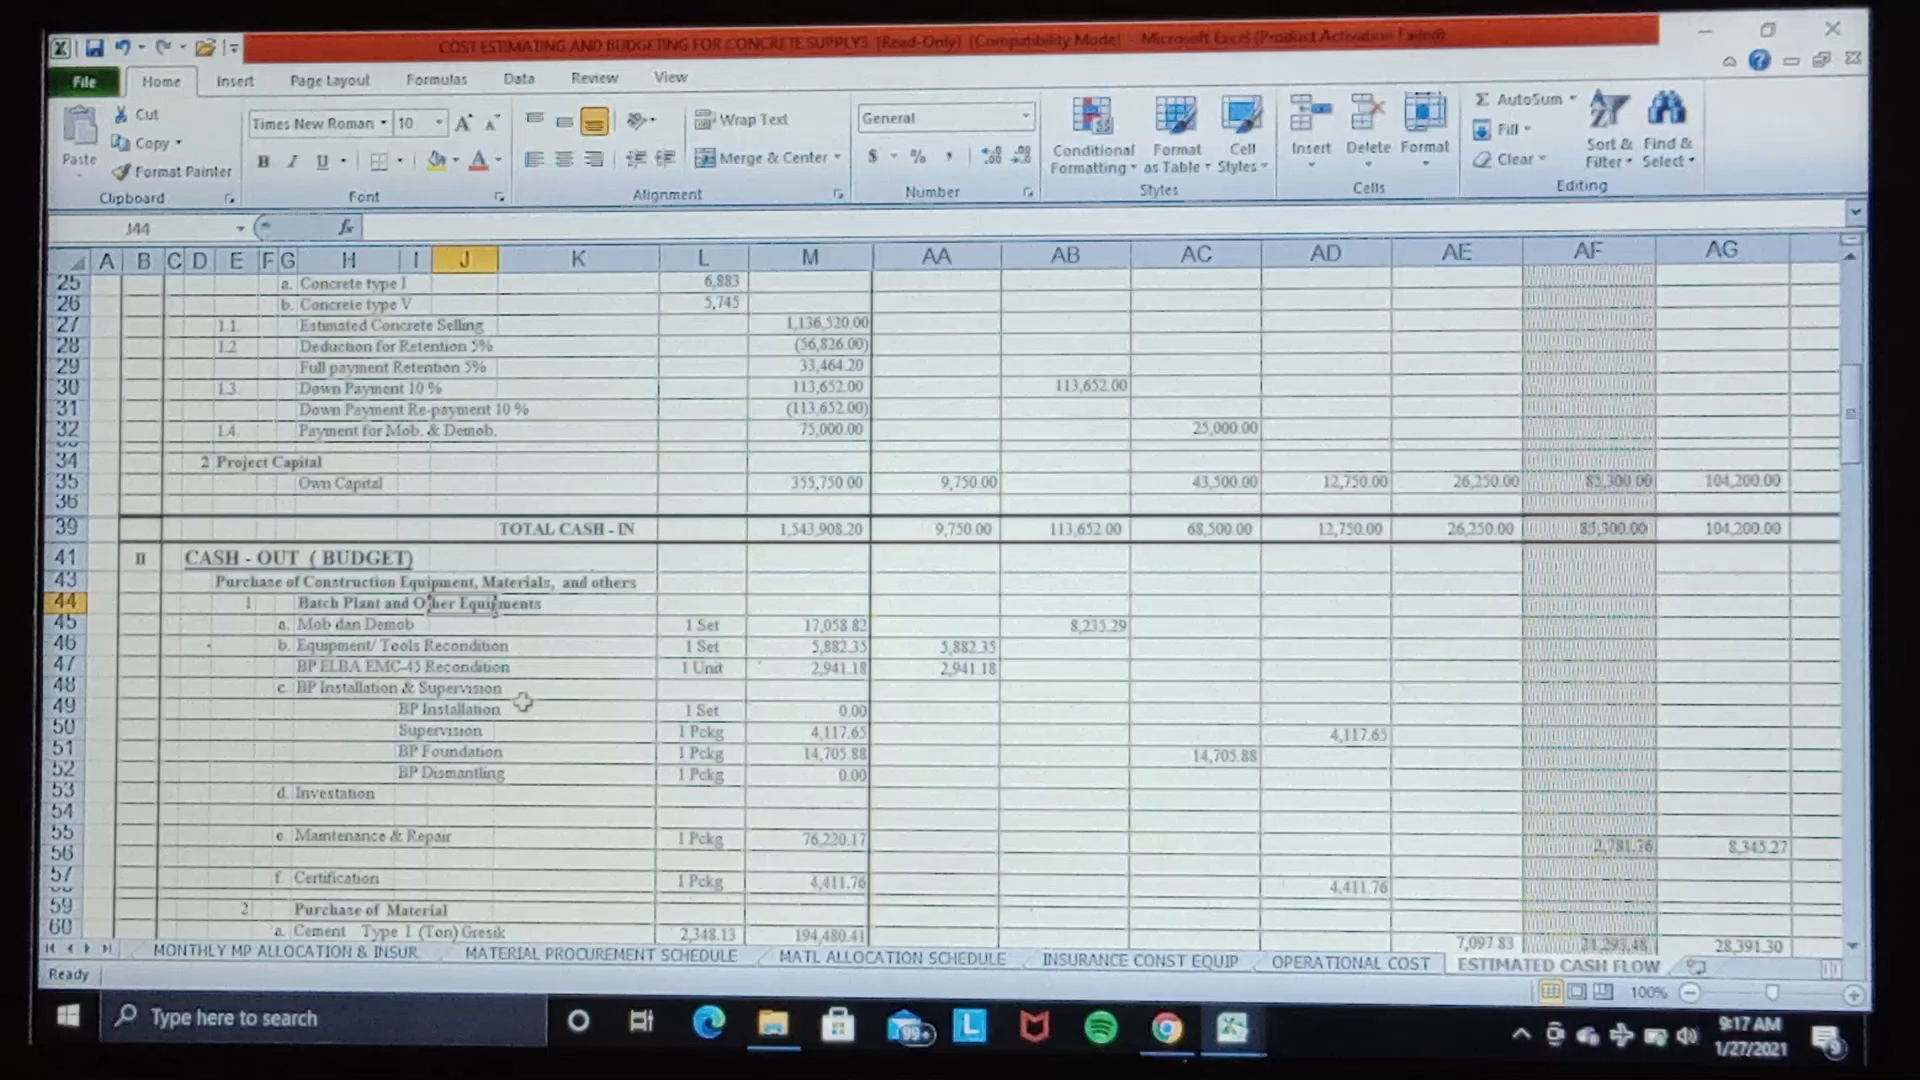 COST ESTIMATING AND BUDGETING FOR CONCRETE SUPPLY3 [Read-Only] [Compatibility Mode] - Microsoft Excel (Product Activation Failed)
File Home Insert Page Layout Formulas Data Review View
Cut
Copy
Format Painter
Paste
Clipboard
Times New Roman 10
B I U
Font
Wrap Text
Merge & Center
Alignment
General
$ % ,
Number
Conditional Formatting
Format as Table
Cell Styles
Styles
Insert Delete Format
Cells
Σ AutoSum
Fill
Clear
Sort & Filter
Find & Select
Editing
J44 fx
A B C D E F G H I J K L M AA AB AC AD AE AF AG
25 a. Concrete type I 6,883
26 b. Concrete type V 5,745
27 1.1. Estimated Concrete Selling 1,136,520.00
28 1.2 Deduction for Retention 5% (56,826.00)
29 Full payment Retention 5% 33,464.20
30 1.3. Down Payment 10 % 113,652.00 113,652.00
31 Down Payment Re-payment 10 % (113,652.00)
32 1.4. Payment for Mob. & Demob. 75,000.00 25,000.00
34 2 Project Capital
35 Own Capital 355,750.00 9,750.00 43,500.00 12,750.00 26,250.00 85,300.00 104,200.00
36
39 TOTAL CASH - IN 1,543,908.20 9,750.00 113,652.00 68,500.00 12,750.00 26,250.00 85,300.00 104,200.00
41 II CASH - OUT ( BUDGET)
43 Purchase of Construction Equipment, Materials, and others
44 1 Batch Plant and Other Equipments
45 a. Mob dan Demob 1 Set 17,058.82 8,235.29
46 b. Equipment/ Tools Recondition 1 Set 5,882.35 5,882.35
47 BP ELBA EMC-45 Recondition 1 Unit 2,941.18 2,941.18
48 c. BP Installation & Supervision
49 BP Installation 1 Set 0.00
50 Supervision 1 Pckg 4,117.65 4,117.65
51 BP Foundation 1 Pckg 14,705.88 14,705.88
52 BP Dismantling 1 Pckg 0.00
53 d. Investation
54
55 e. Maintenance & Repair 1 Pckg 76,220.17 2,781.76 8,345.27
56
57 f. Certification 1 Pckg 4,411.76 4,411.76
59 2 Purchase of Material
60 a. Cement Type I (Ton) Gresik 2,348.13 194,480.41 7,097.83 21,293.48 28,391.30
MONTHLY MP ALLOCATION & INSUR. MATERIAL PROCUREMENT SCHEDULE MATL ALLOCATION SCHEDULE INSURANCE CONST EQUIP OPERATIONAL COST ESTIMATED CASH FLOW
Ready 100%
Type here to search
99+
L
9:17 AM
1/27/2021
9